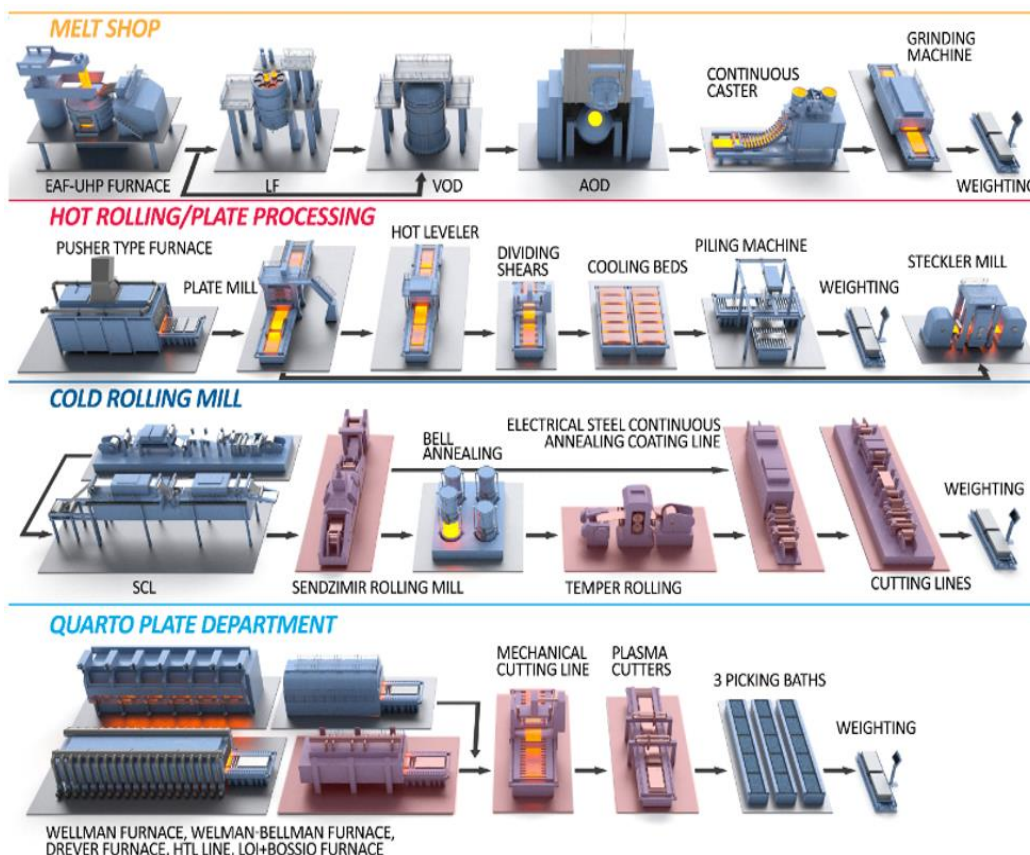 MELT SHOP
EAF-UHP FURNACE
LF
VOD
AOD
CONTINUOUS
CASTER
GRINDING
MACHINE
WEIGHTING
HOT ROLLING/PLATE PROCESSING
PUSHER TYPE FURNACE
PLATE MILL
HOT LEVELER
DIVIDING
SHEARS
COOLING BEDS
PILING MACHINE
WEIGHTING
STECKLER MILL
COLD ROLLING MILL
SCL
SENDZIMIR ROLLING MILL
BELL
ANNEALING
TEMPER ROLLING
ELECTRICAL STEEL CONTINUOUS
ANNEALING COATING LINE
CUTTING LINES
WEIGHTING
QUARTO PLATE DEPARTMENT
WELLMAN FURNACE, WELMAN-BELLMAN FURNACE,
DREVER FURNACE, HTL LINE, LOI+BOSSIO FURNACE
MECHANICAL
CUTTING LINE
PLASMA
CUTTERS
3 PICKING BATHS
WEIGHTING